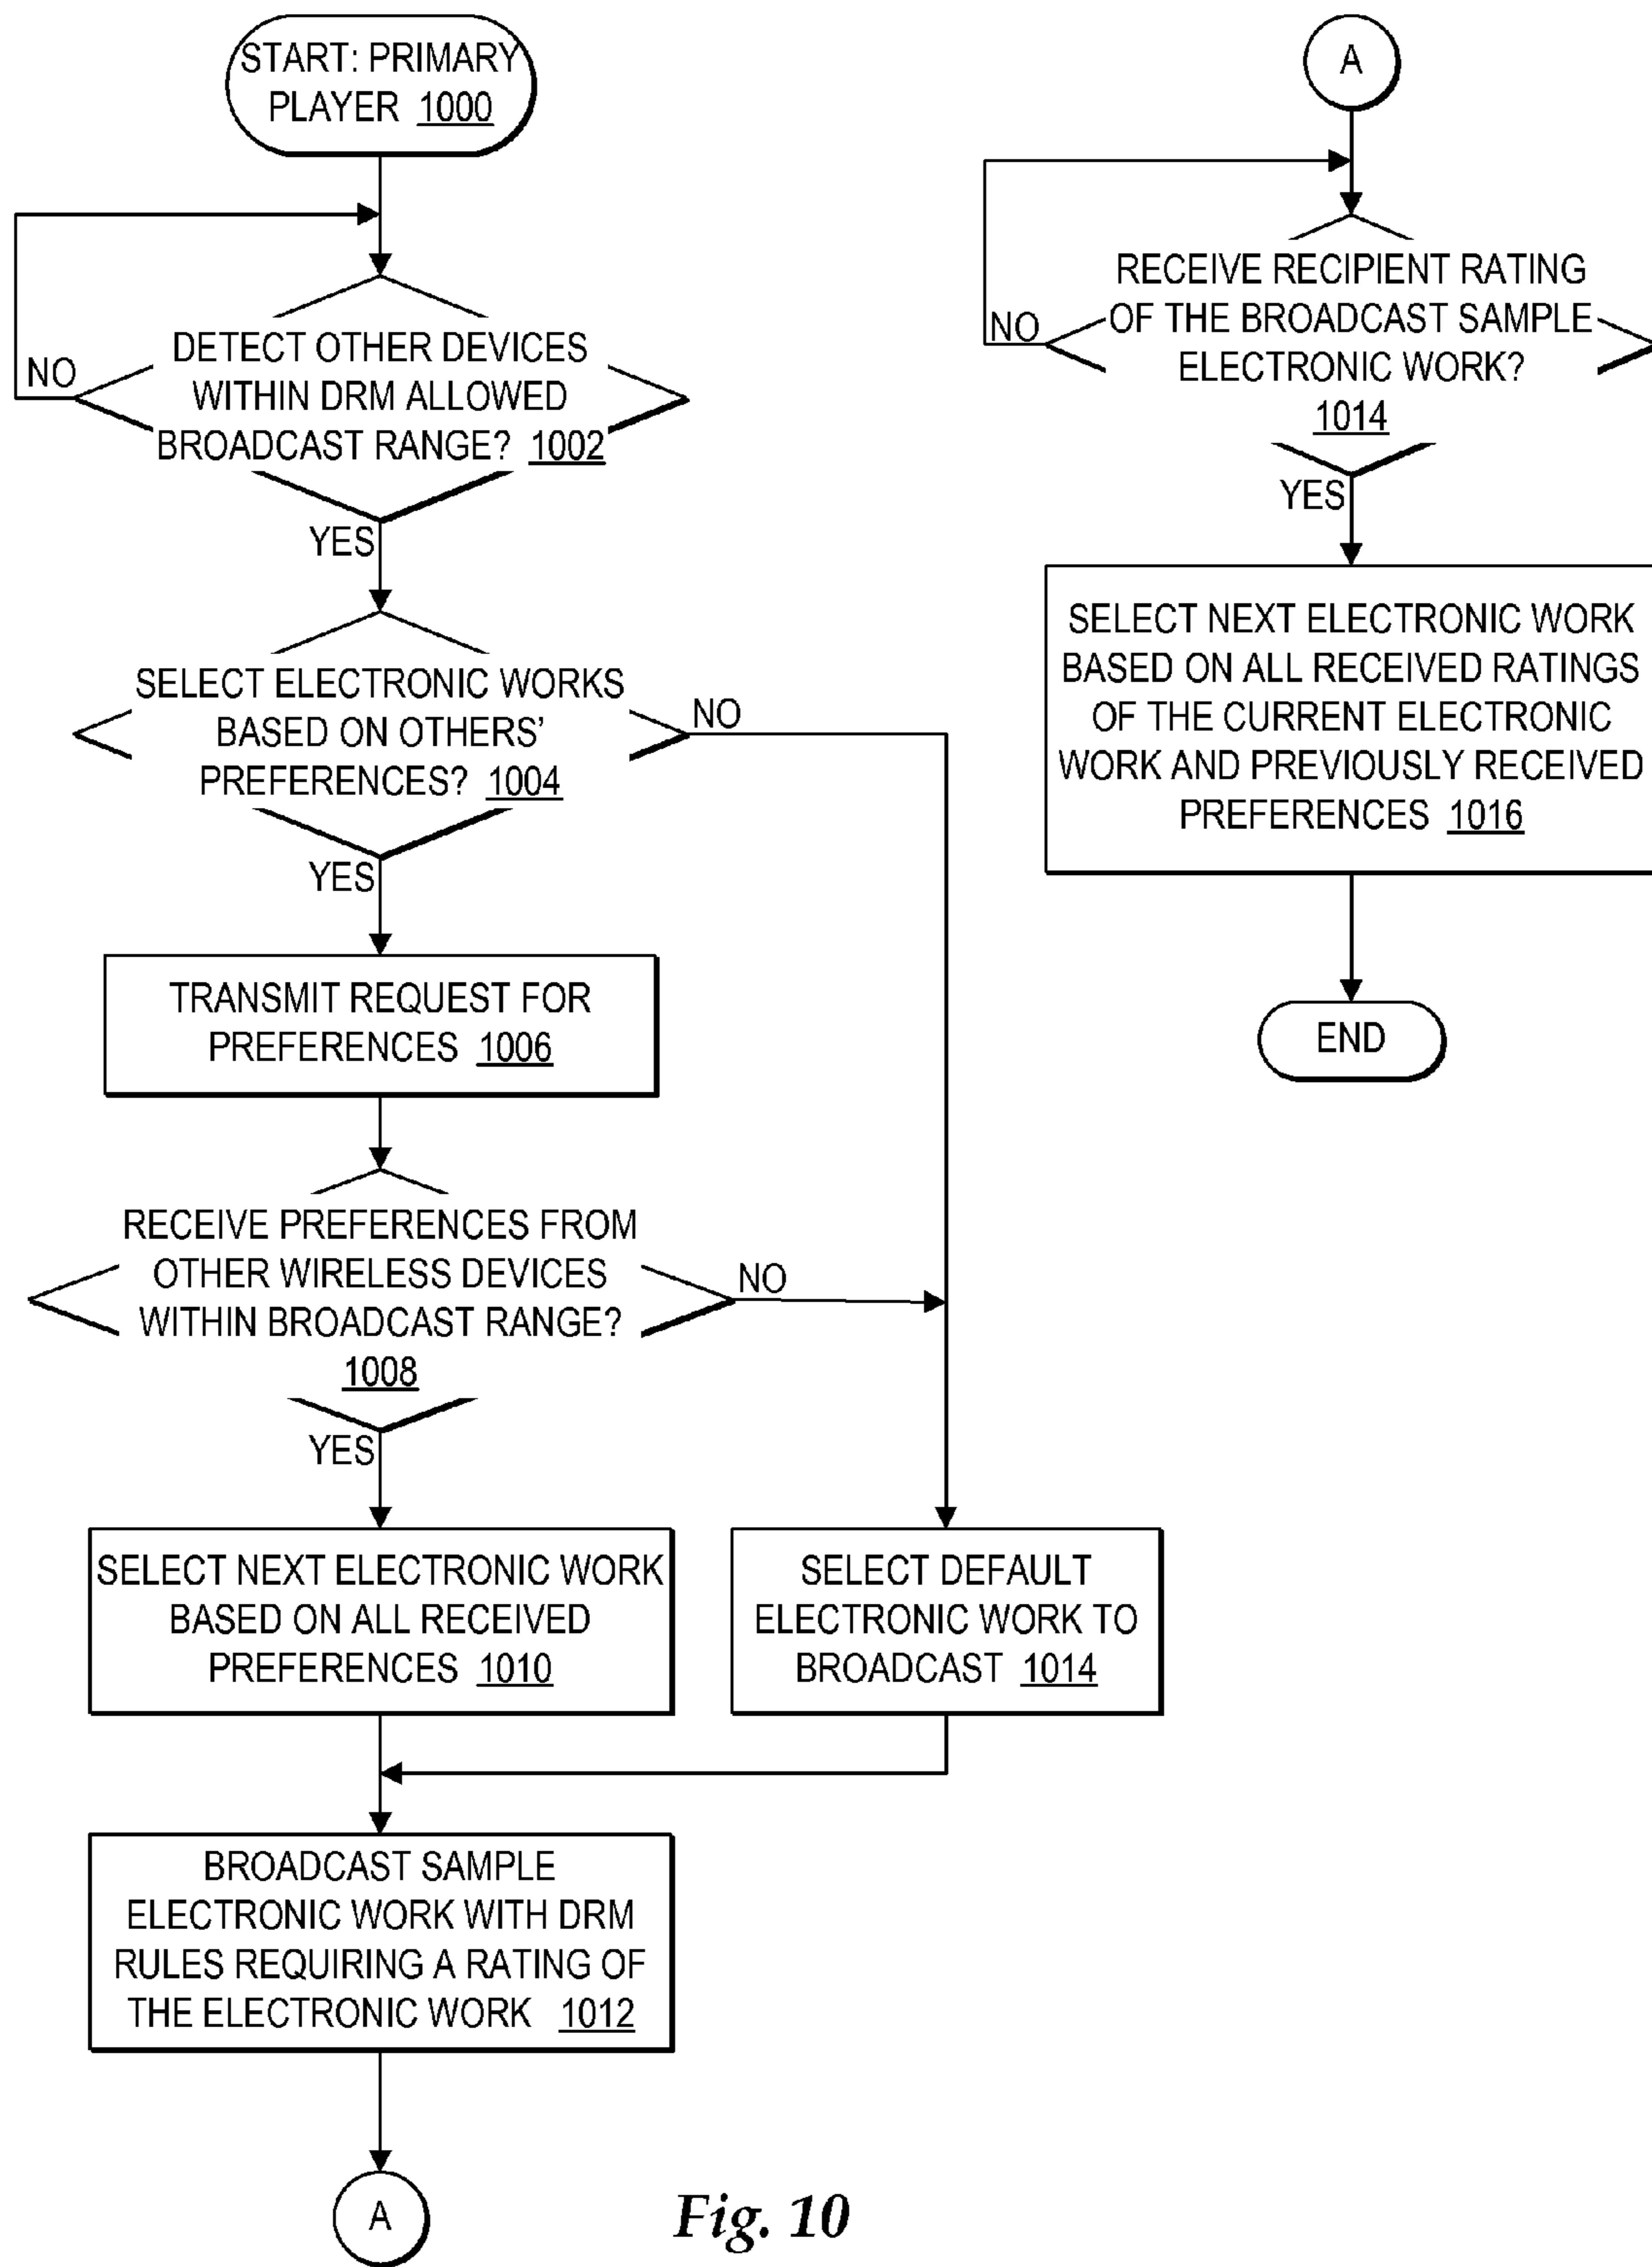 START: PRIMARY
PLAYER 1000
NO
DETECT OTHER DEVICES
WITHIN DRM ALLOWED
BROADCAST RANGE? 1002
YES
SELECT ELECTRONIC WORKS
BASED ON OTHERS'
PREFERENCES? 1004
NO
YES
TRANSMIT REQUEST FOR
PREFERENCES 1006
RECEIVE PREFERENCES FROM
OTHER WIRELESS DEVICES
WITHIN BROADCAST RANGE?
1008
NO
YES
SELECT NEXT ELECTRONIC WORK
BASED ON ALL RECEIVED
PREFERENCES 1010
SELECT DEFAULT
ELECTRONIC WORK TO
BROADCAST 1014
BROADCAST SAMPLE
ELECTRONIC WORK WITH DRM
RULES REQUIRING A RATING OF
THE ELECTRONIC WORK 1012
A
A
RECEIVE RECIPIENT RATING
OF THE BROADCAST SAMPLE
ELECTRONIC WORK?
1014
NO
YES
SELECT NEXT ELECTRONIC WORK
BASED ON ALL RECEIVED RATINGS
OF THE CURRENT ELECTRONIC
WORK AND PREVIOUSLY RECEIVED
PREFERENCES 1016
END
Fig. 10